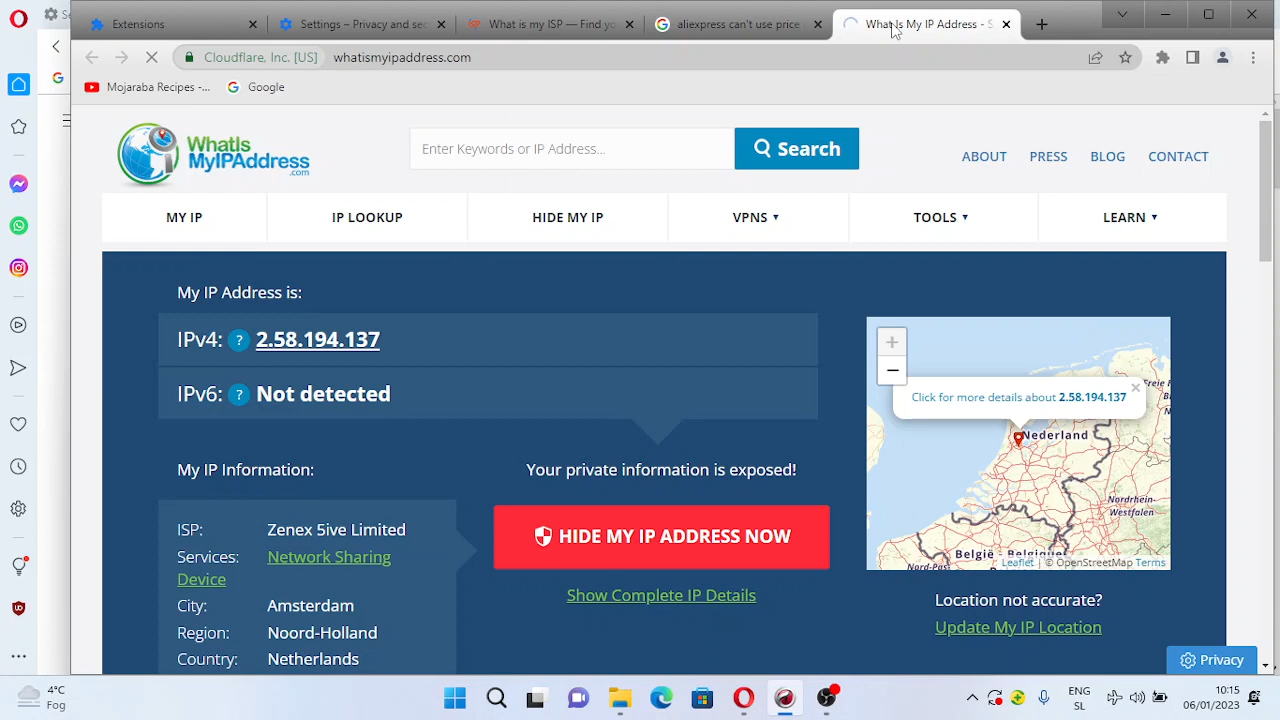 Se
Extensions
Settings – Privacy and sec
What is my ISP — Find yo
aliexpress can't use price
What Is My IP Address - S
Cloudflare, Inc. [US]
whatismyipaddress.com
Mojaraba Recipes -...
Google
WhatIs
MyIPAddress
.com
Enter Keywords or IP Address...
Search
ABOUT
PRESS
BLOG
CONTACT
MY IP
IP LOOKUP
HIDE MY IP
VPNS
TOOLS
LEARN
My IP Address is:
IPv4: ? 2.58.194.137
IPv6: ? Not detected
My IP Information:
ISP: Zenex 5ive Limited
Services: Network Sharing
Device
City: Amsterdam
Region: Noord-Holland
Country: Netherlands
Your private information is exposed!
HIDE MY IP ADDRESS NOW
Show Complete IP Details
+
−
Click for more details about 2.58.194.137
×
Nederland
Nordrhein-
Westfalen
België - Belgique
Leaflet | © OpenStreetMap Terms
Location not accurate?
Update My IP Location
Privacy
4°C
Fog
ENG
SL
10:15
06/01/2023